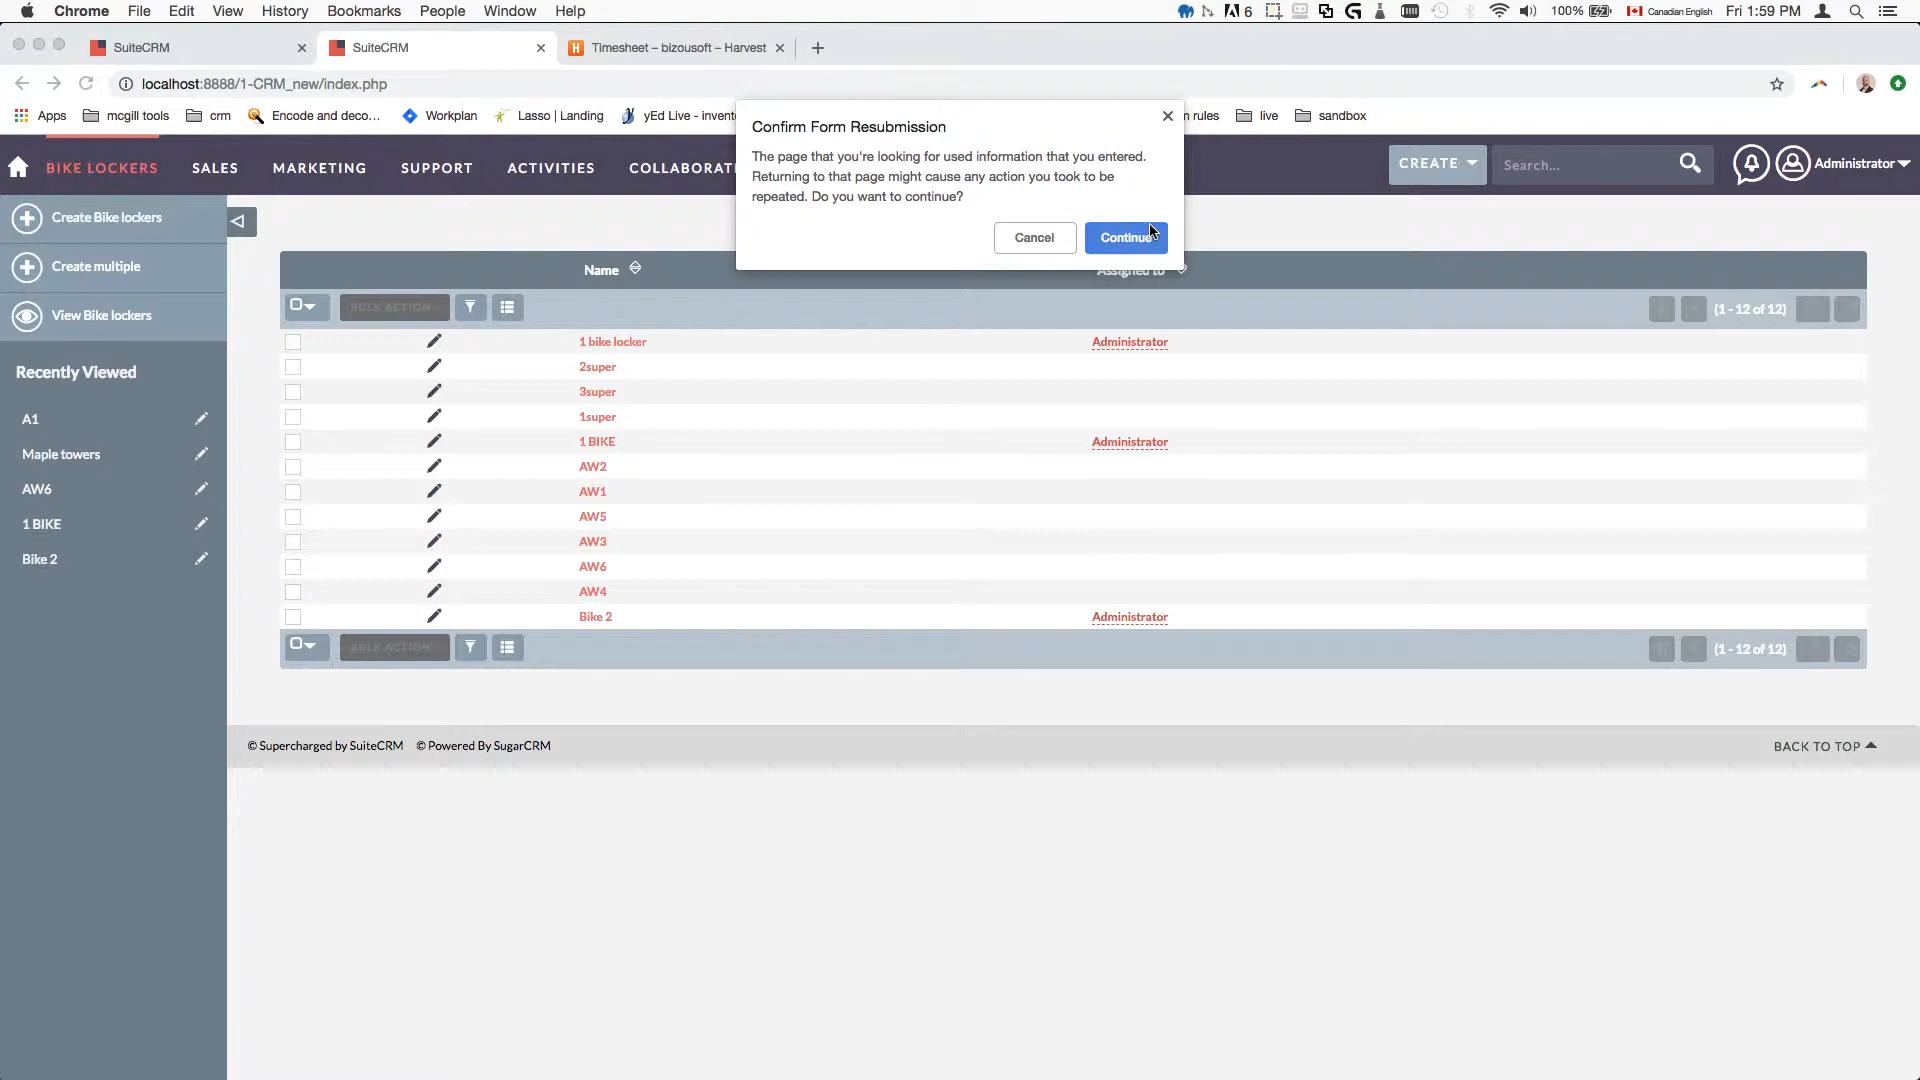 Chrome File Edit View History Bookmarks People Window Help
6 100% Canadian English Fri 1:59 PM
SuiteCRM
SuiteCRM
Timesheet – bizousoft – Harvest
localhost:8888/1-CRM_new/index.php
Apps mcgill tools crm Encode and deco... Workplan Lasso | Landing yEd Live - invent rules live sandbox
Confirm Form Resubmission
The page that you're looking for used information that you entered.
Returning to that page might cause any action you took to be
repeated. Do you want to continue?
Cancel Continue
BIKE LOCKERS SALES MARKETING SUPPORT ACTIVITIES COLLABORATI CREATE Search... Administrator
Create Bike lockers
Create multiple
View Bike lockers
Recently Viewed
A1
Maple towers
AW6
1 BIKE
Bike 2
Name Assigned to
BULK ACTION (1 - 12 of 12)
1 bike locker Administrator
2super
3super
1super
1 BIKE Administrator
AW2
AW1
AW5
AW3
AW6
AW4
Bike 2 Administrator
BULK ACTION (1 - 12 of 12)
© Supercharged by SuiteCRM © Powered By SugarCRM
BACK TO TOP